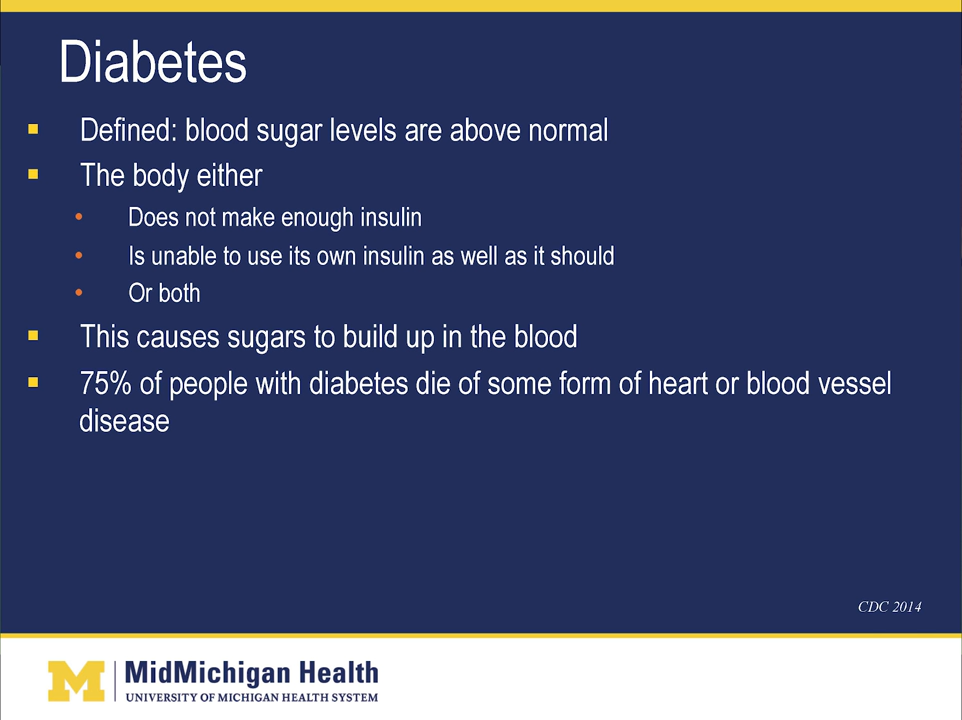 Diabetes
Defined: blood sugar levels are above normal
The body either
Does not make enough insulin
Is unable to use its own insulin as well as it should
Or both
This causes sugars to build up in the blood
75% of people with diabetes die of some form of heart or blood vessel
disease
CDC 2014
M
MidMichigan Health
UNIVERSITY OF MICHIGAN HEALTH SYSTEM